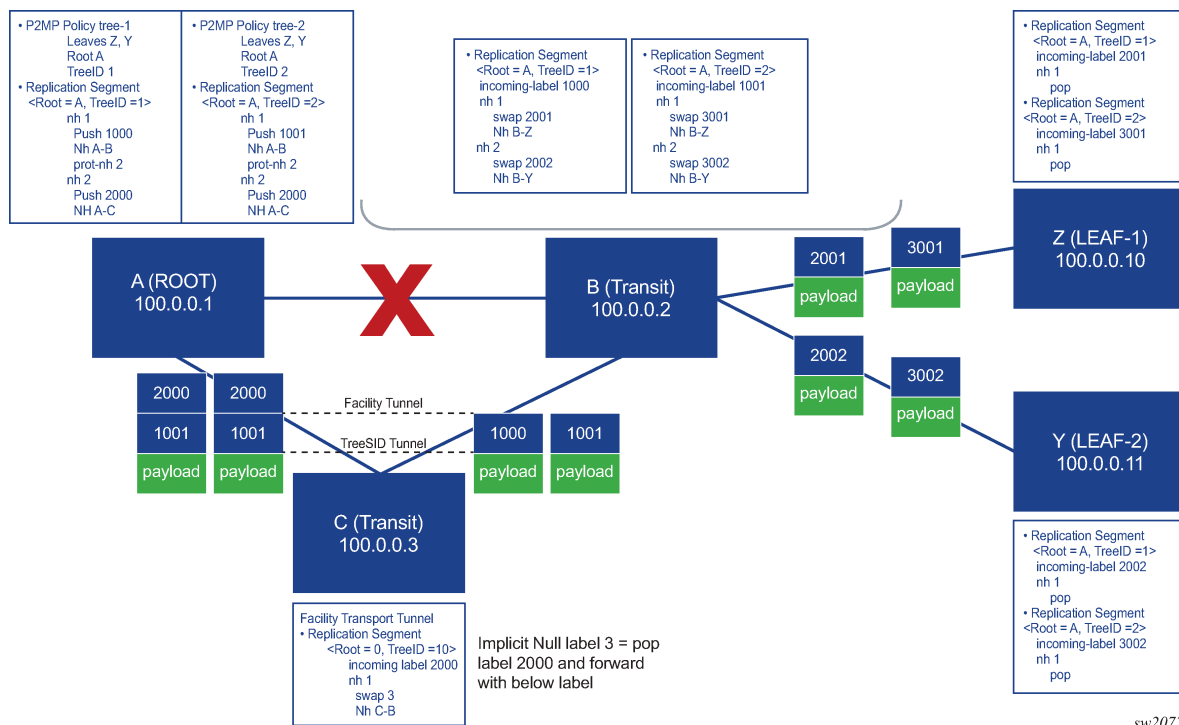 • P2MP Policy tree-1
Leaves Z, Y
Root A
TreeID 1
• Replication Segment
<Root = A, TreeID =1>
nh 1
Push 1000
Nh A-B
prot-nh 2
nh 2
Push 2000
NH A-C
• P2MP Policy tree-2
Leaves Z, Y
Root A
TreeID 2
• Replication Segment
<Root = A, TreeID =2>
nh 1
Push 1001
Nh A-B
prot-nh 2
nh 2
Push 2000
NH A-C
• Replication Segment
<Root = A, TreeID =1>
incoming-label 1000
nh 1
swap 2001
Nh B-Z
nh 2
swap 2002
Nh B-Y
• Replication Segment
<Root = A, TreeID =2>
incoming-label 1001
nh 1
swap 3001
Nh B-Z
nh 2
swap 3002
Nh B-Y
• Replication Segment
<Root = A, TreeID =1>
incoming-label 2001
nh 1
pop
• Replication Segment
<Root = A, TreeID =2>
incoming-label 3001
nh 1
pop
A (ROOT)
100.0.0.1
X
B (Transit)
100.0.0.2
2001
payload
3001
payload
Z (LEAF-1)
100.0.0.10
2002
payload
3002
payload
Y (LEAF-2)
100.0.0.11
2000
1001
payload
2000
1001
payload
Facility Tunnel
TreeSID Tunnel
1000
payload
1001
payload
C (Transit)
100.0.0.3
Facility Transport Tunnel
• Replication Segment
<Root = 0, TreeID =10>
incoming label 2000
nh 1
swap 3
Nh C-B
Implicit Null label 3 = pop
label 2000 and forward
with below label
• Replication Segment
<Root = A, TreeID =1>
incoming-label 2002
nh 1
pop
• Replication Segment
<Root = A, TreeID =2>
incoming-label 3002
nh 1
pop